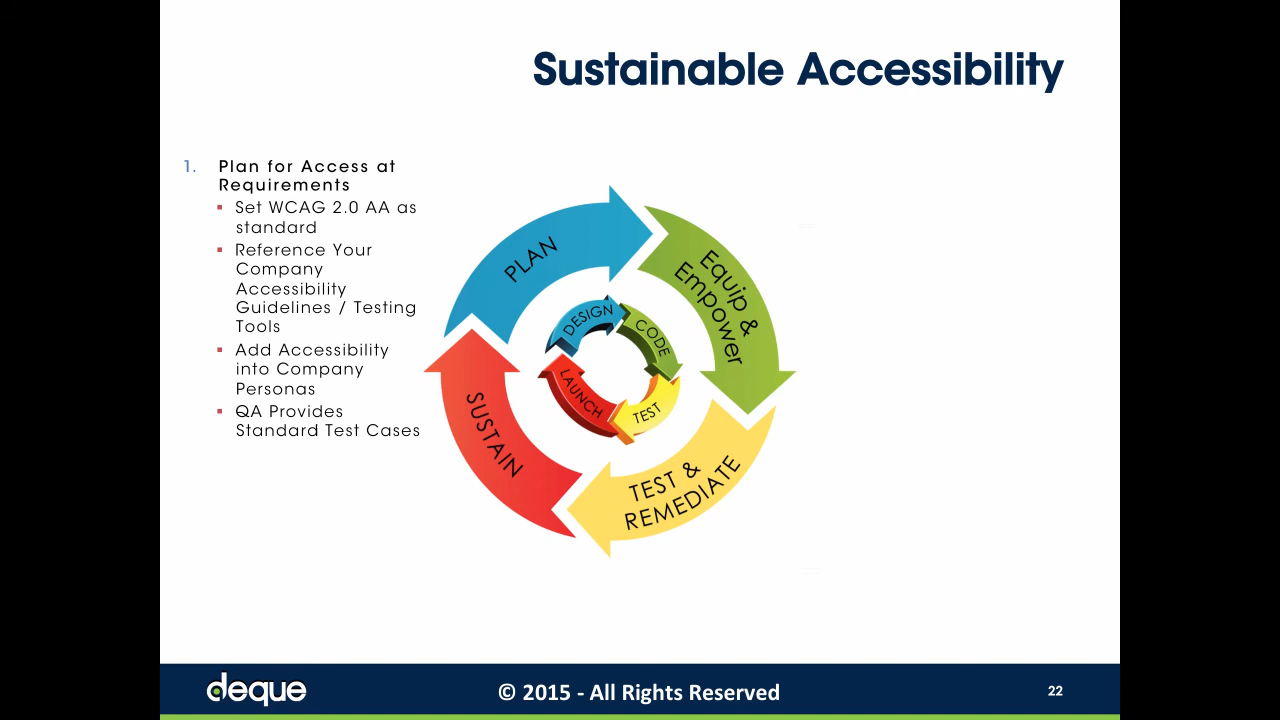 Sustainable Accessibility
1. Plan for Access at
Requirements
▪ Set WCAG 2.0 AA as
standard
▪ Reference Your
Company
Accessibility
Guidelines / Testing
Tools
▪ Add Accessibility
into Company
Personas
▪ QA Provides
Standard Test Cases
PLAN
Equip &
Empower
TEST &
REMEDIATE
SUSTAIN
DESIGN
CODE
TEST
LAUNCH
deque
© 2015 - All Rights Reserved
22